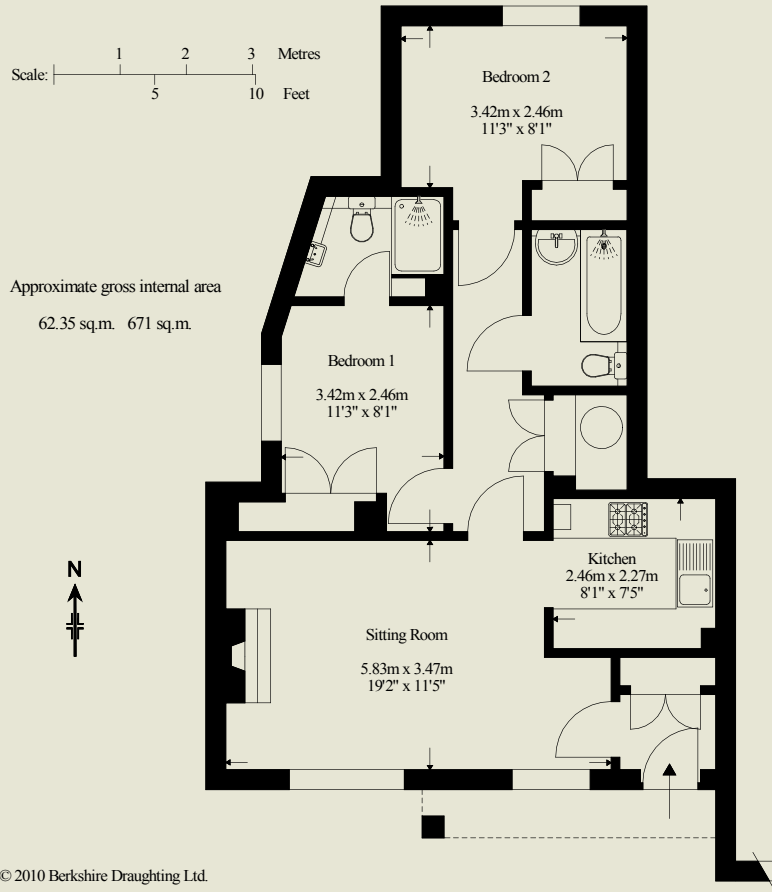 1 2 3 Metres
Scale:
5 10 Feet
Bedroom 2
3.42m x 2.46m
11'3" x 8'1"
Approximate gross internal area
62.35 sq.m. 671 sq.m.
Bedroom 1
3.42m x 2.46m
11'3" x 8'1"
Kitchen
2.46m x 2.27m
8'1" x 7'5"
N
Sitting Room
5.83m x 3.47m
19'2" x 11'5"
© 2010 Berkshire Draughting Ltd.